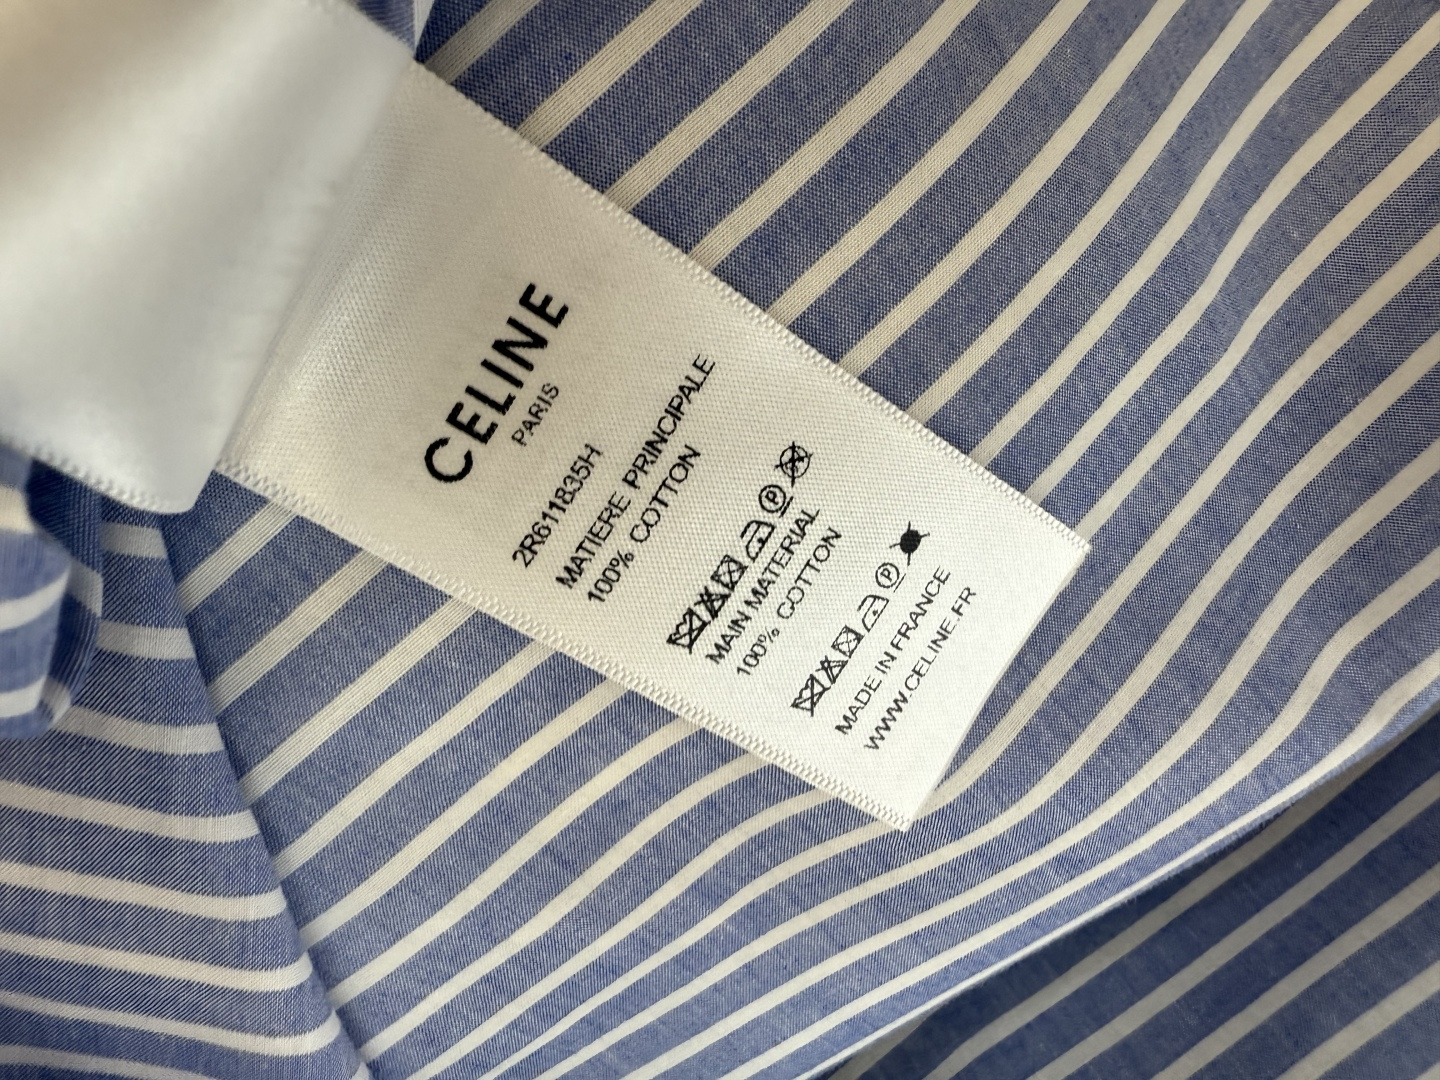 CELINE
PARIS
2R611835H
MATIERE PRINCIPALE
100% COTTON
P
MAIN MATERIAL
100% COTTON
P
MADE IN FRANCE
WWW.CELINE.FR